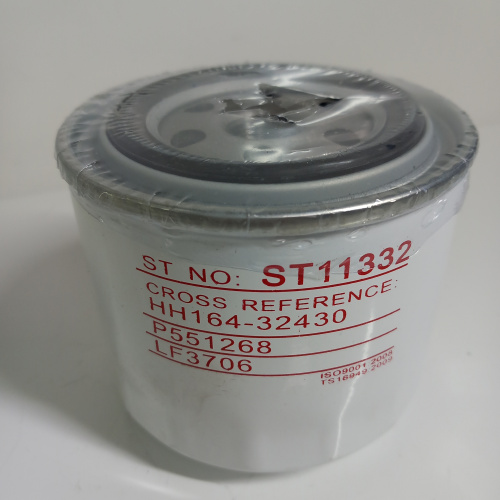 ST NO: ST11332
CROSS REFERENCE:
HH164-32430
P551268
LF3706
ISO9001 2008
TS16949 2009